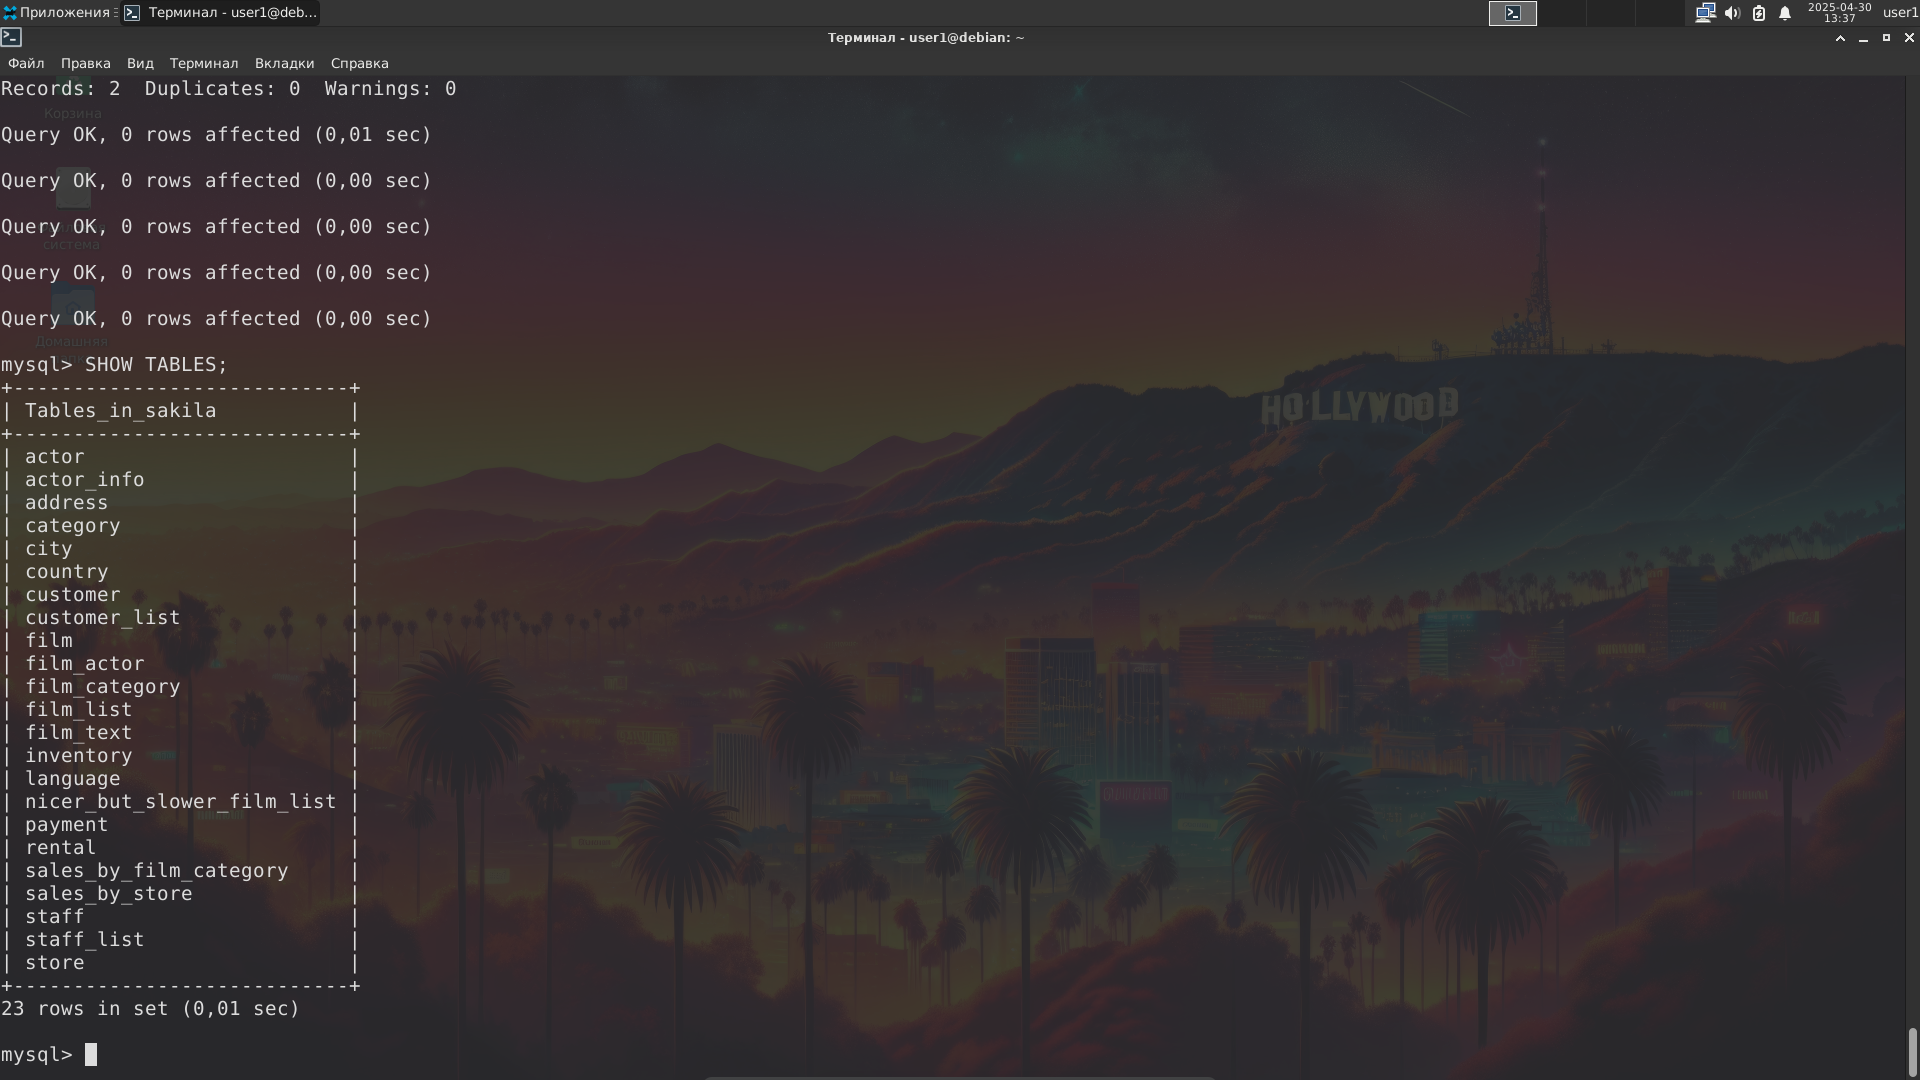 Приложения
Терминал - user1@deb...
2025-04-30
13:37
user1
Терминал - user1@debian: ~
Файл Правка Вид Терминал Вкладки Справка
Records: 2  Duplicates: 0  Warnings: 0
Корзина
Query OK, 0 rows affected (0,01 sec)
Query OK, 0 rows affected (0,00 sec)
Query OK, 0 rows affected (0,00 sec)
система
Query OK, 0 rows affected (0,00 sec)
Query OK, 0 rows affected (0,00 sec)
Домашняя
mysql> SHOW TABLES;
+----------------------------+
| Tables_in_sakila           |
+----------------------------+
| actor                      |
| actor_info                 |
| address                    |
| category                   |
| city                       |
| country                    |
| customer                   |
| customer_list              |
| film                       |
| film_actor                 |
| film_category              |
| film_list                  |
| film_text                  |
| inventory                  |
| language                   |
| nicer_but_slower_film_list |
| payment                    |
| rental                     |
| sales_by_film_category     |
| sales_by_store             |
| staff                      |
| staff_list                 |
| store                      |
+----------------------------+
23 rows in set (0,01 sec)
mysql>
HOLLYWOOD